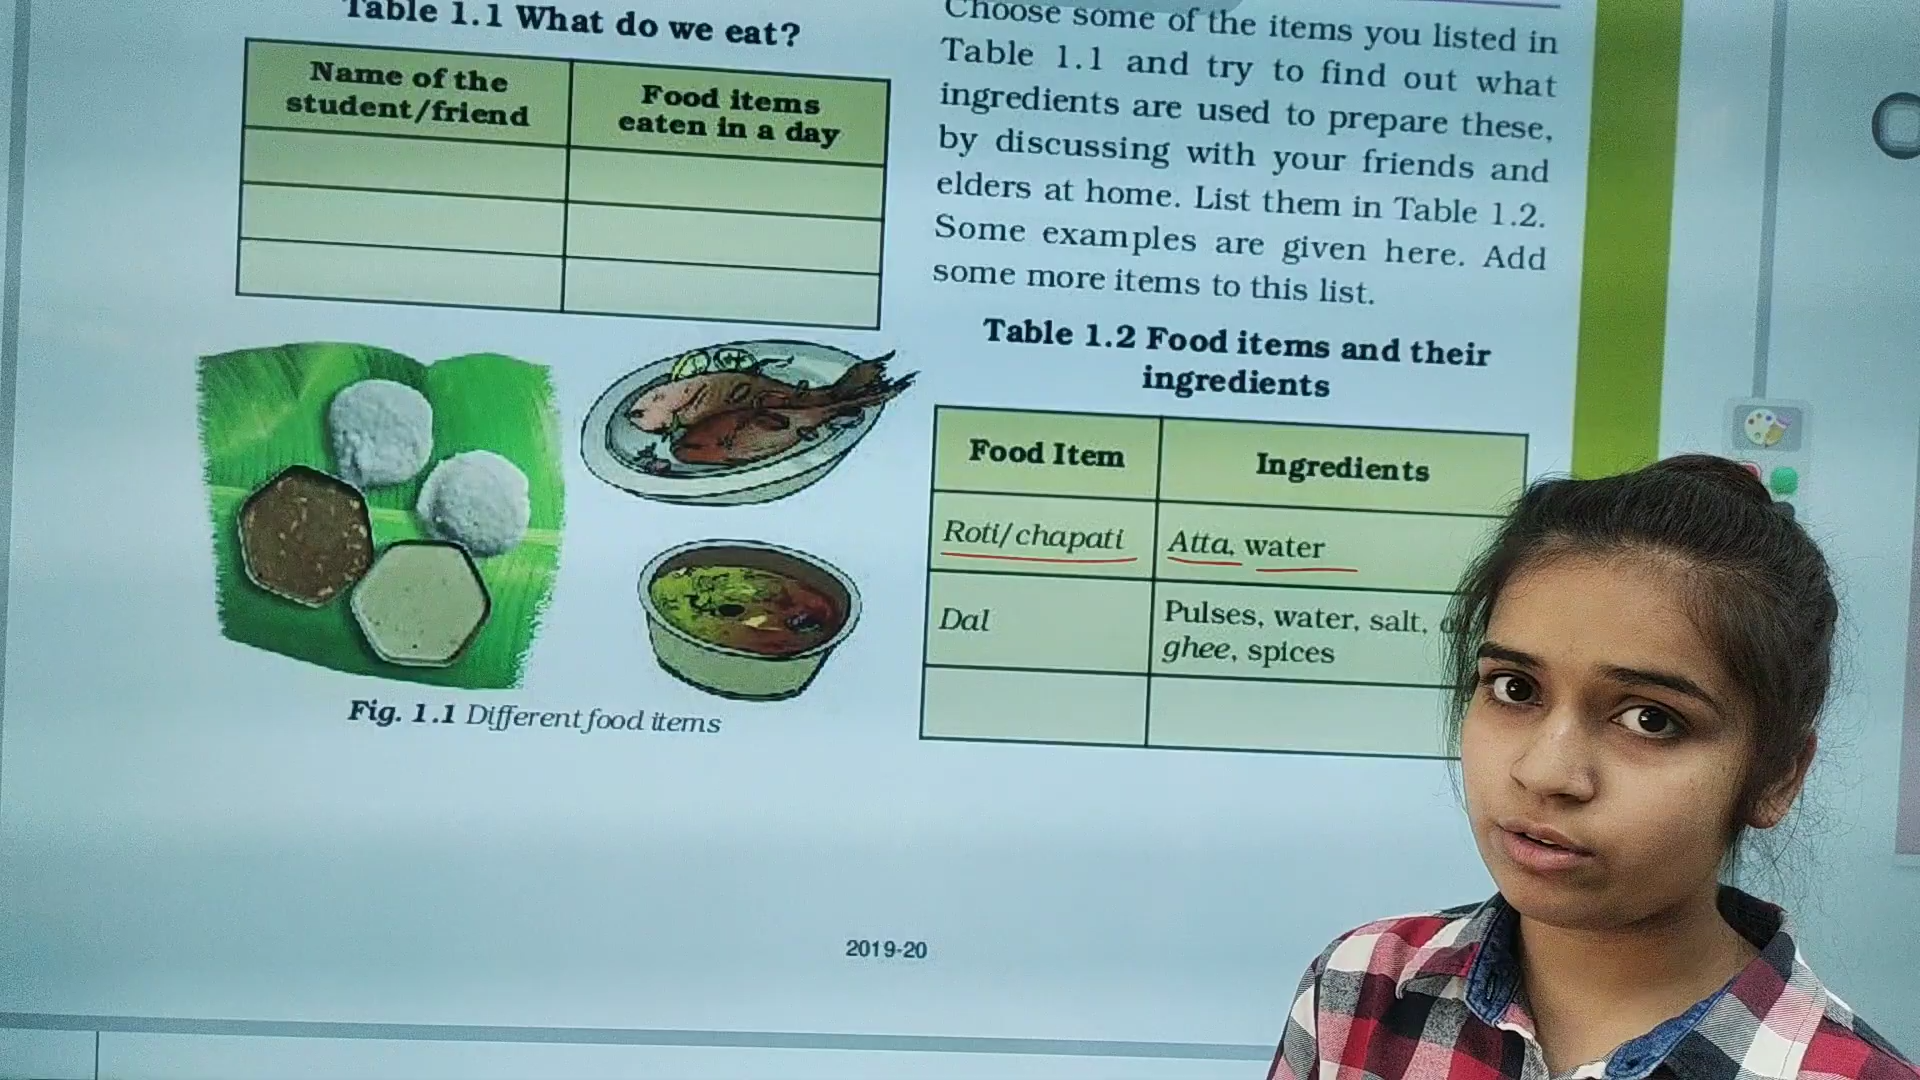 Table 1.1 What do we eat?
Name of the
student/friend
Food items
eaten in a day
Fig. 1.1 Different food items
Choose some of the items you listed in
Table 1.1 and try to find out what
ingredients are used to prepare these,
by discussing with your friends and
elders at home. List them in Table 1.2.
Some examples are given here. Add
some more items to this list.
Table 1.2 Food items and their
ingredients
Food Item
Ingredients
Roti/chapati
Atta, water
Dal
Pulses, water, salt,
ghee, spices
2019-20